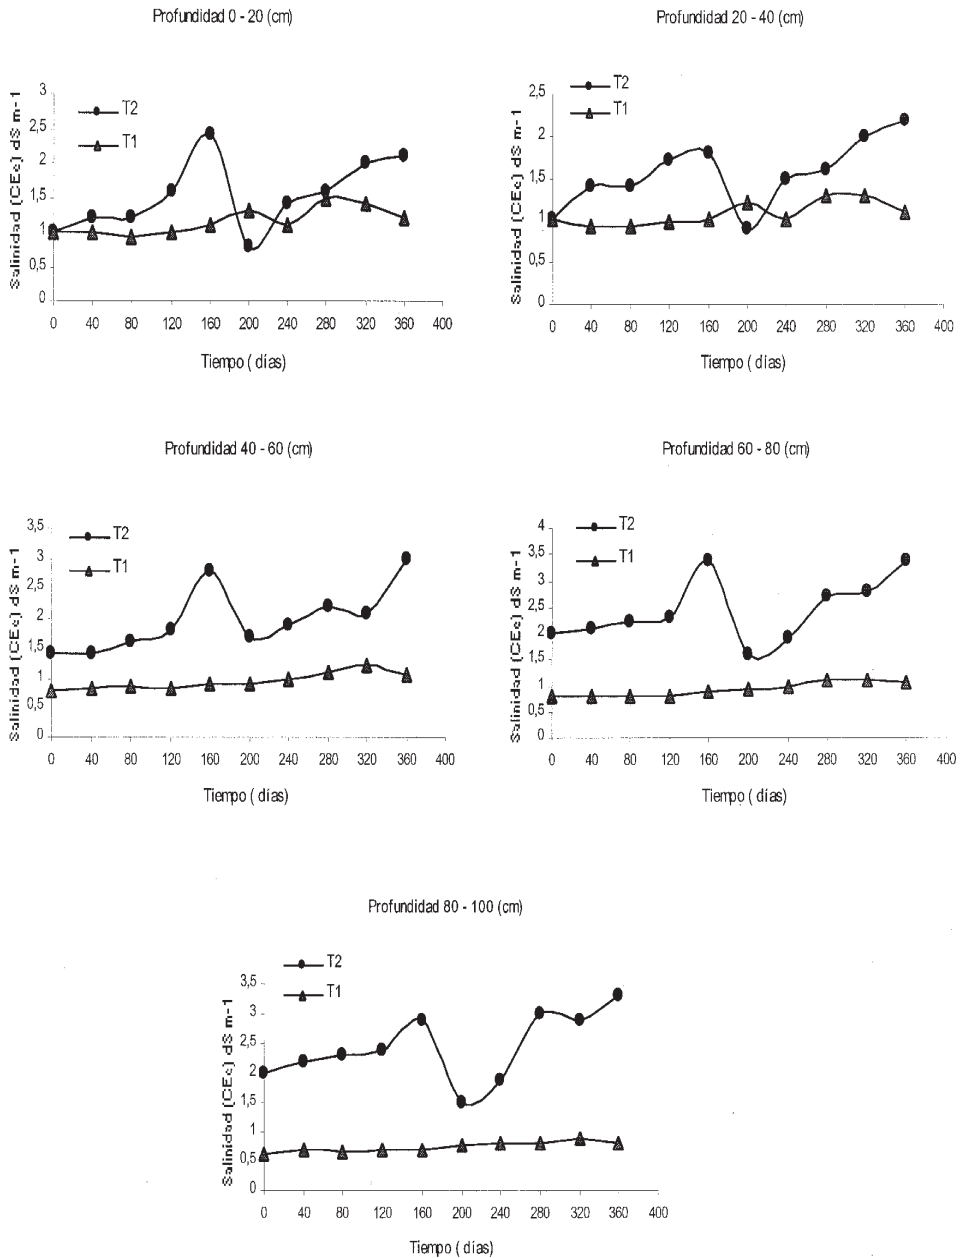 Profundidad 0 - 20 (cm)
Salinidad (CEe) dS m-1
3
2,5
2
1,5
1
0,5
0
T2
T1
0 40 80 120 160 200 240 280 320 360 400
Tiempo ( días)
Profundidad 20 - 40 (cm)
Salinidad (CEe) dS m-1
2,5
2
1,5
1
0,5
0
T2
T1
0 40 80 120 160 200 240 280 320 360 400
Tiempo ( días)
Profundidad 40 - 60 (cm)
Salinidad (CEe) dS m-1
3,5
3
2,5
2
1,5
1
0,5
0
T2
T1
0 40 80 120 160 200 240 280 320 360 400
Tiempo ( días)
Profundidad 60 - 80 (cm)
Salinidad (CEe) dS m-1
4
3,5
3
2,5
2
1,5
1
0,5
0
T2
T1
0 40 80 120 160 200 240 280 320 360 400
Tiempo ( días)
Profundidad 80 - 100 (cm)
Salinidad (CEe) dS m-1
3,5
3
2,5
2
1,5
1
0,5
0
T2
T1
0 40 80 120 160 200 240 280 320 360 400
Tiempo ( días)